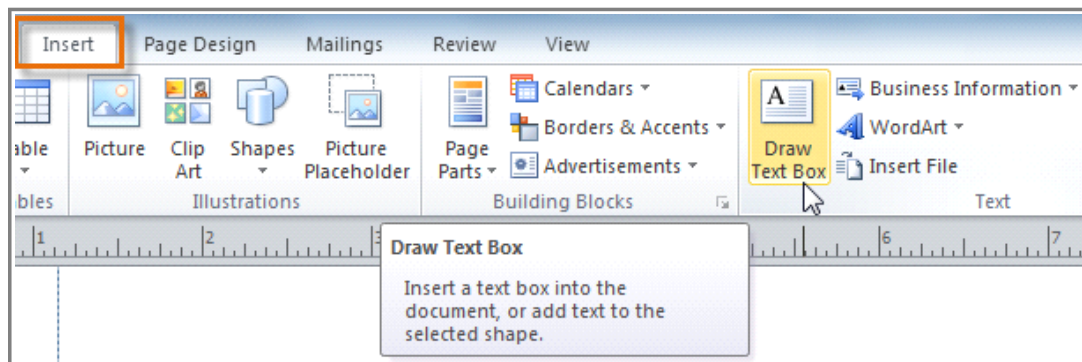 Insert Page Design Mailings Review View
able
Picture
Clip Art
Shapes
Picture Placeholder
Page Parts
Calendars
Borders & Accents
Advertisements
A
Draw Text Box
Business Information
WordArt
Insert File
bles
Illustrations
Building Blocks
Text
1 2 3 6 7
Draw Text Box
Insert a text box into the
document, or add text to the
selected shape.